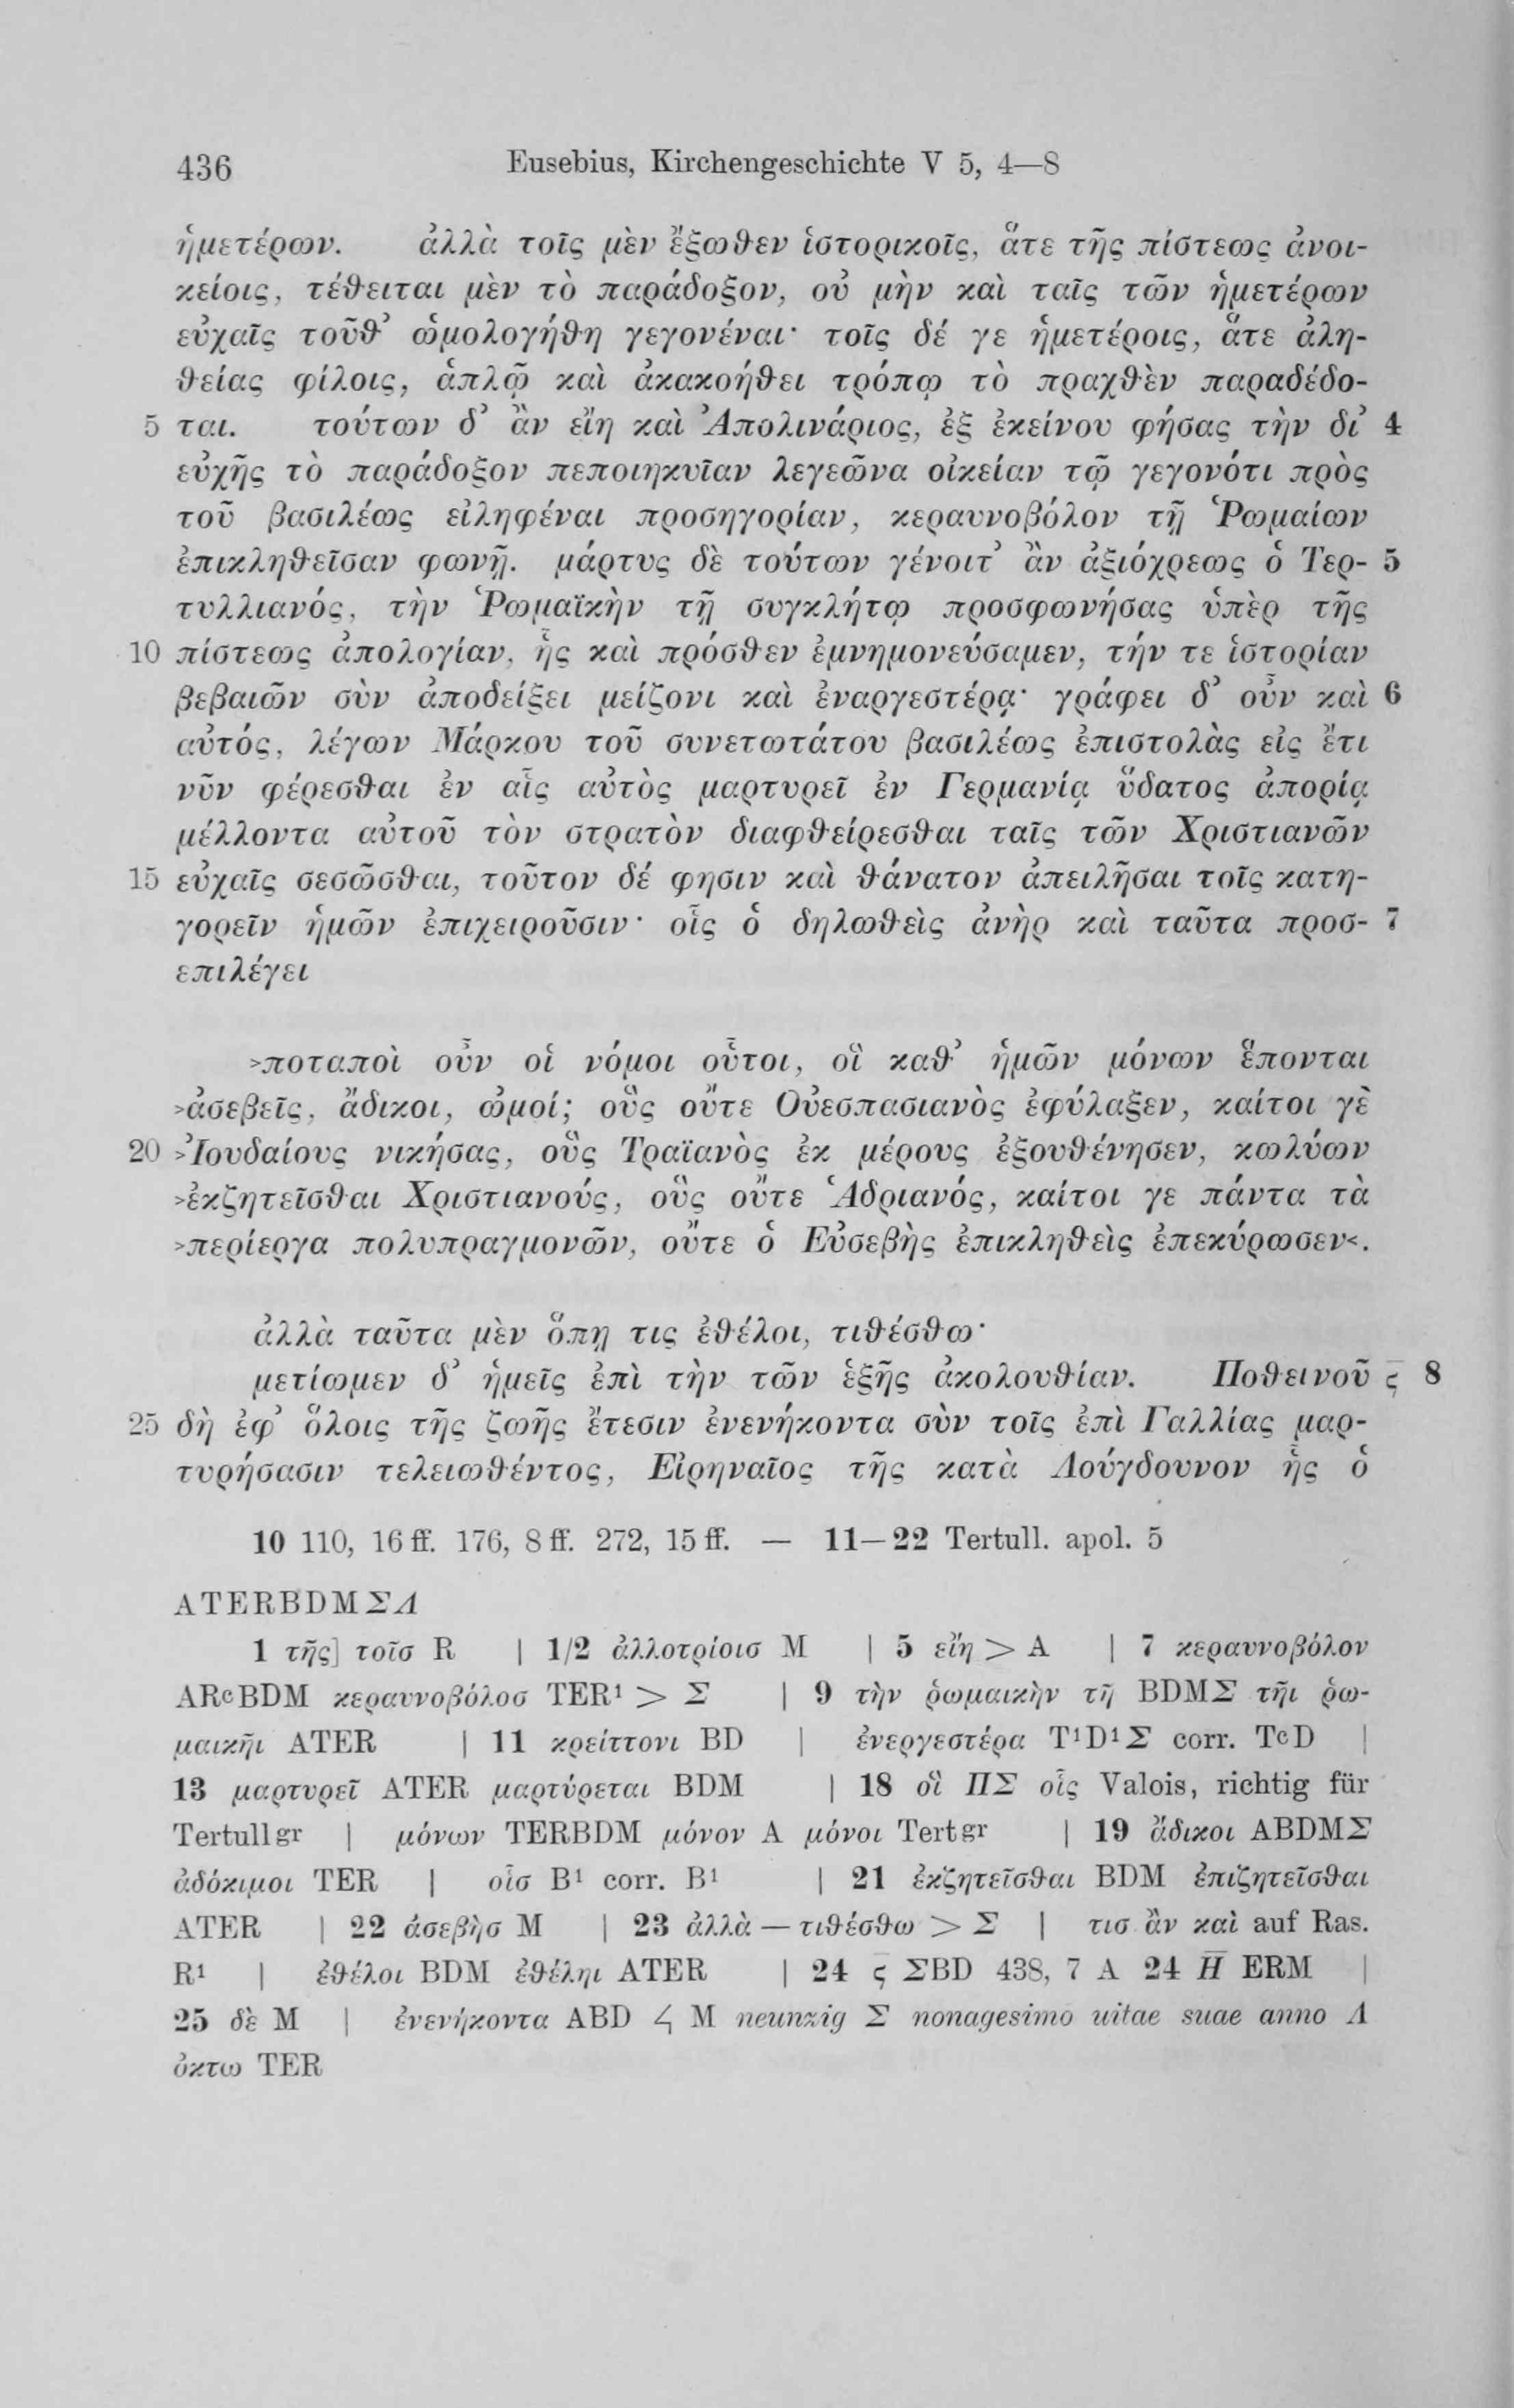 436 Eusebius, Kirchengeschichte V 5, 4—8
ἡμετέρων. ἀλλὰ τοῖς μὲν ἔξωθεν ἱστορικοῖς, ἅτε τῆς πίστεως ἀνοι-
κείοις, τέθειται μὲν τὸ παράδοξον, οὐ μὴν καὶ ταῖς τῶν ἡμετέρων
εὐχαῖς τοῦθ’ ὡμολογήθη γεγονέναι· τοῖς δέ γε ἡμετέροις, ἅτε ἀλη-
θείας φίλοις, ἁπλῷ καὶ ἀκακοήθει τρόπῳ τὸ πραχθὲν παραδέδο-
5 ται. τούτων δ’ ἂν εἴη καὶ Ἀπολινάριος, ἐξ ἐκείνου φήσας τὴν δι’ 4
εὐχῆς τὸ παράδοξον πεποιηκυῖαν λεγεῶνα οἰκείαν τῷ γεγονότι πρὸς
τοῦ βασιλέως εἰληφέναι προσηγορίαν, κεραυνοβόλον τῇ Ῥωμαίων
ἐπικληθεῖσαν φωνῇ. μάρτυς δὲ τούτων γένοιτ’ ἂν ἀξιόχρεως ὁ Τερ- 5
τυλλιανός, τὴν Ῥωμαϊκὴν τῇ συγκλήτῳ προσφωνήσας ὑπὲρ τῆς
10 πίστεως ἀπολογίαν, ἧς καὶ πρόσθεν ἐμνημονεύσαμεν, τήν τε ἱστορίαν
βεβαιῶν σὺν ἀποδείξει μείζονι καὶ ἐναργεστέρᾳ· γράφει δ’ οὖν καὶ 6
αὐτός, λέγων Μάρκου τοῦ συνετωτάτου βασιλέως ἐπιστολὰς εἰς ἔτι
νῦν φέρεσθαι ἐν αἷς αὐτὸς μαρτυρεῖ ἐν Γερμανίᾳ ὕδατος ἀπορίᾳ
μέλλοντα αὐτοῦ τὸν στρατὸν διαφθείρεσθαι ταῖς τῶν Χριστιανῶν
15 εὐχαῖς σεσῶσθαι, τοῦτον δέ φησιν καὶ θάνατον ἀπειλῆσαι τοῖς κατη-
γορεῖν ἡμῶν ἐπιχειροῦσιν· οἷς ὁ δηλωθεὶς ἀνὴρ καὶ ταῦτα προσ- 7
επιλέγει
>ποταποὶ οὖν οἱ νόμοι οὗτοι, οἳ καθ’ ἡμῶν μόνων ἕπονται
>ἀσεβεῖς, ἄδικοι, ὠμοί; οὓς οὔτε Οὐεσπασιανὸς ἐφύλαξεν, καίτοι γὲ
20 >Ἰουδαίους νικήσας, οὓς Τραϊανὸς ἐκ μέρους ἐξουθένησεν, κωλύων
>ἐκζητεῖσθαι Χριστιανούς, οὓς οὔτε Ἁδριανός, καίτοι γε πάντα τὰ
>περίεργα πολυπραγμονῶν, οὔτε ὁ Εὐσεβὴς ἐπικληθεὶς ἐπεκύρωσεν<.
ἀλλὰ ταῦτα μὲν ὅπῃ τις ἐθέλοι, τιθέσθω·
μετίωμεν δ’ ἡμεῖς ἐπὶ τὴν τῶν ἑξῆς ἀκολουθίαν. Ποθεινοῦ ς 8
25 δὴ ἐφ’ ὅλοις τῆς ζωῆς ἔτεσιν ἐνενήκοντα σὺν τοῖς ἐπὶ Γαλλίας μαρ-
τυρήσασιν τελειωθέντος, Εἰρηναῖος τῆς κατὰ Λούγδουνον ἧς ὁ
10 110, 16 ff. 176, 8 ff. 272, 15 ff. — 11—22 Tertull. apol. 5
ATERBDMΣΛ
1 τῆς] τοῖσ R | 1/2 ἀλλοτρίοισ M | 5 εἴη > A | 7 κεραυνοβόλον
ARcBDM κεραυνοβόλοσ TER¹ > Σ | 9 τὴν ῥωμαικὴν τῆ BDMΣ τῆι ῥω-
μαικῆι ATER | 11 κρείττονι BD | ἐνεργεστέρα T¹D¹Σ corr. TcD |
13 μαρτυρεῖ ATER μαρτύρεται BDM | 18 οἳ ΠΣ οἷς Valois, richtig für
Tertullgr | μόνων TERBDM μόνον A μόνοι Tertgr | 19 ἄδικοι ABDMΣ
ἀδόκιμοι TER | οἷσ B¹ corr. B¹ | 21 ἐκζητεῖσθαι BDM ἐπιζητεῖσθαι
ATER | 22 ἀσεβὴσ M | 23 ἀλλὰ — τιθέσθω > Σ | τισ ἂν καὶ auf Ras.
R¹ | ἐθέλοι BDM ἐθέληι ATER | 24 ς ΣBD 438, 7 A 24 H ERM |
25 δὲ M | ἐνενήκοντα ABD Ϟ M neunzig Σ nonagesimo uitae suae anno Λ
ὀκτω TER